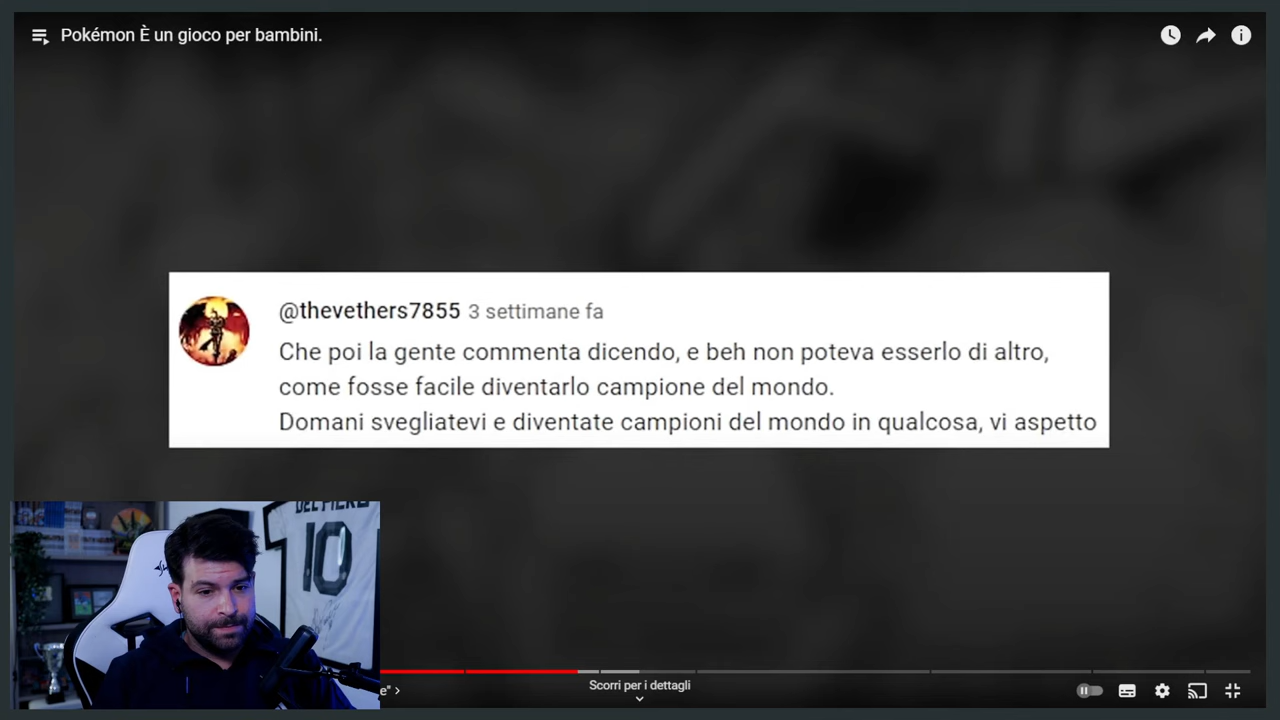 Pokémon È un gioco per bambini.
@thevethers7855 3 settimane fa
Che poi la gente commenta dicendo, e beh non poteva esserlo di altro,
come fosse facile diventarlo campione del mondo.
Domani svegliatevi e diventate campioni del mondo in qualcosa, vi aspetto
DEL PIERO
10
e" ›
Scorri per i dettagli